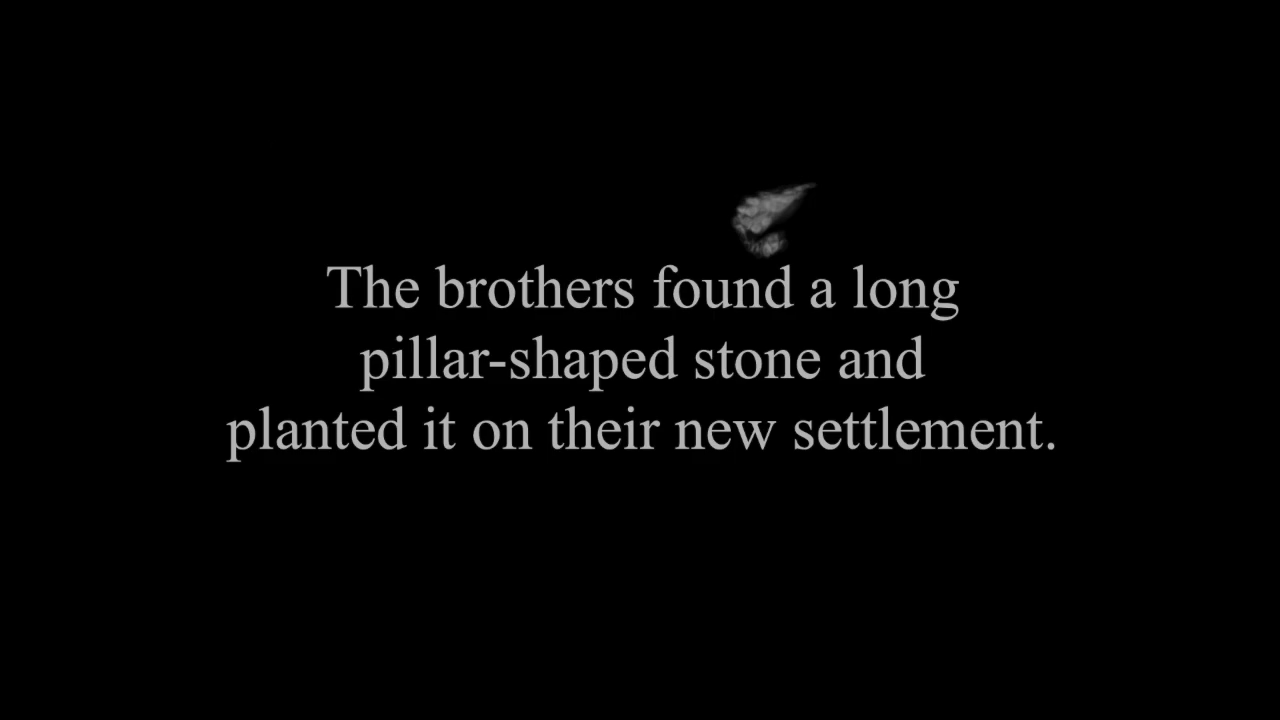 The brothers found a long
pillar-shaped stone and
planted it on their new settlement.